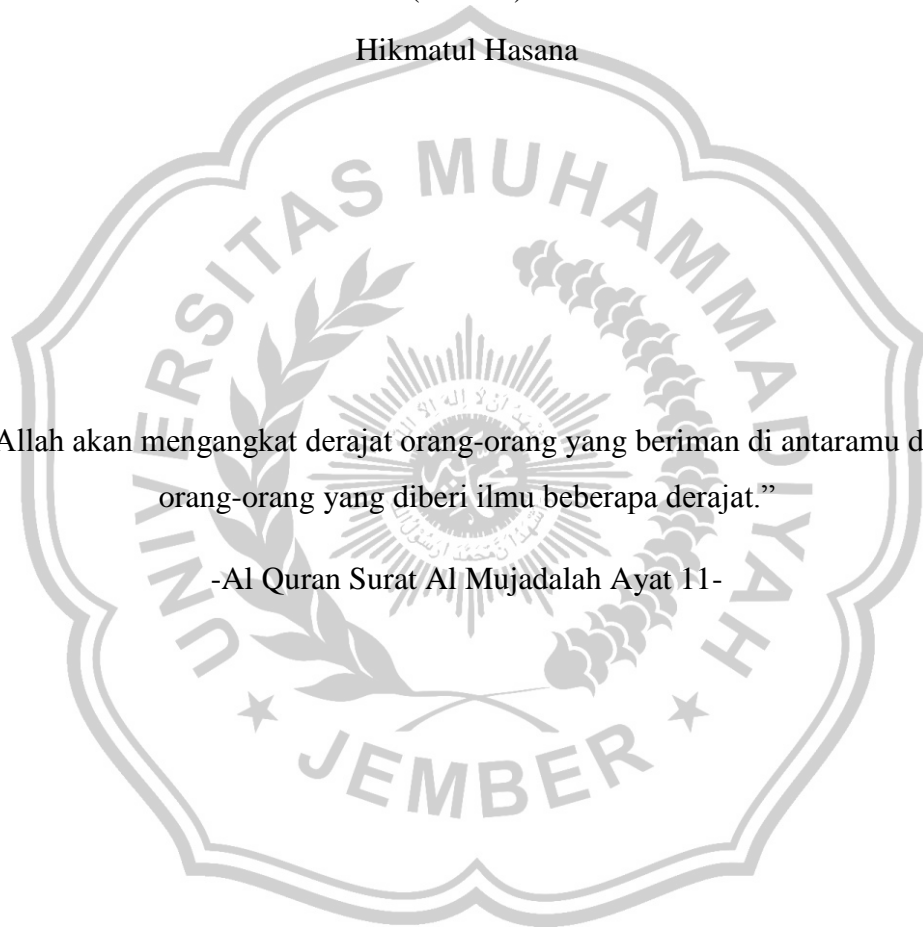 Hikmatul Hasana
UNIVERSITAS MUHAMMADIYAH
Allah akan mengangkat derajat orang-orang yang beriman di antaramu d
orang-orang yang diberi ilmu beberapa derajat.”
-Al Quran Surat Al Mujadalah Ayat 11-
JEMBER